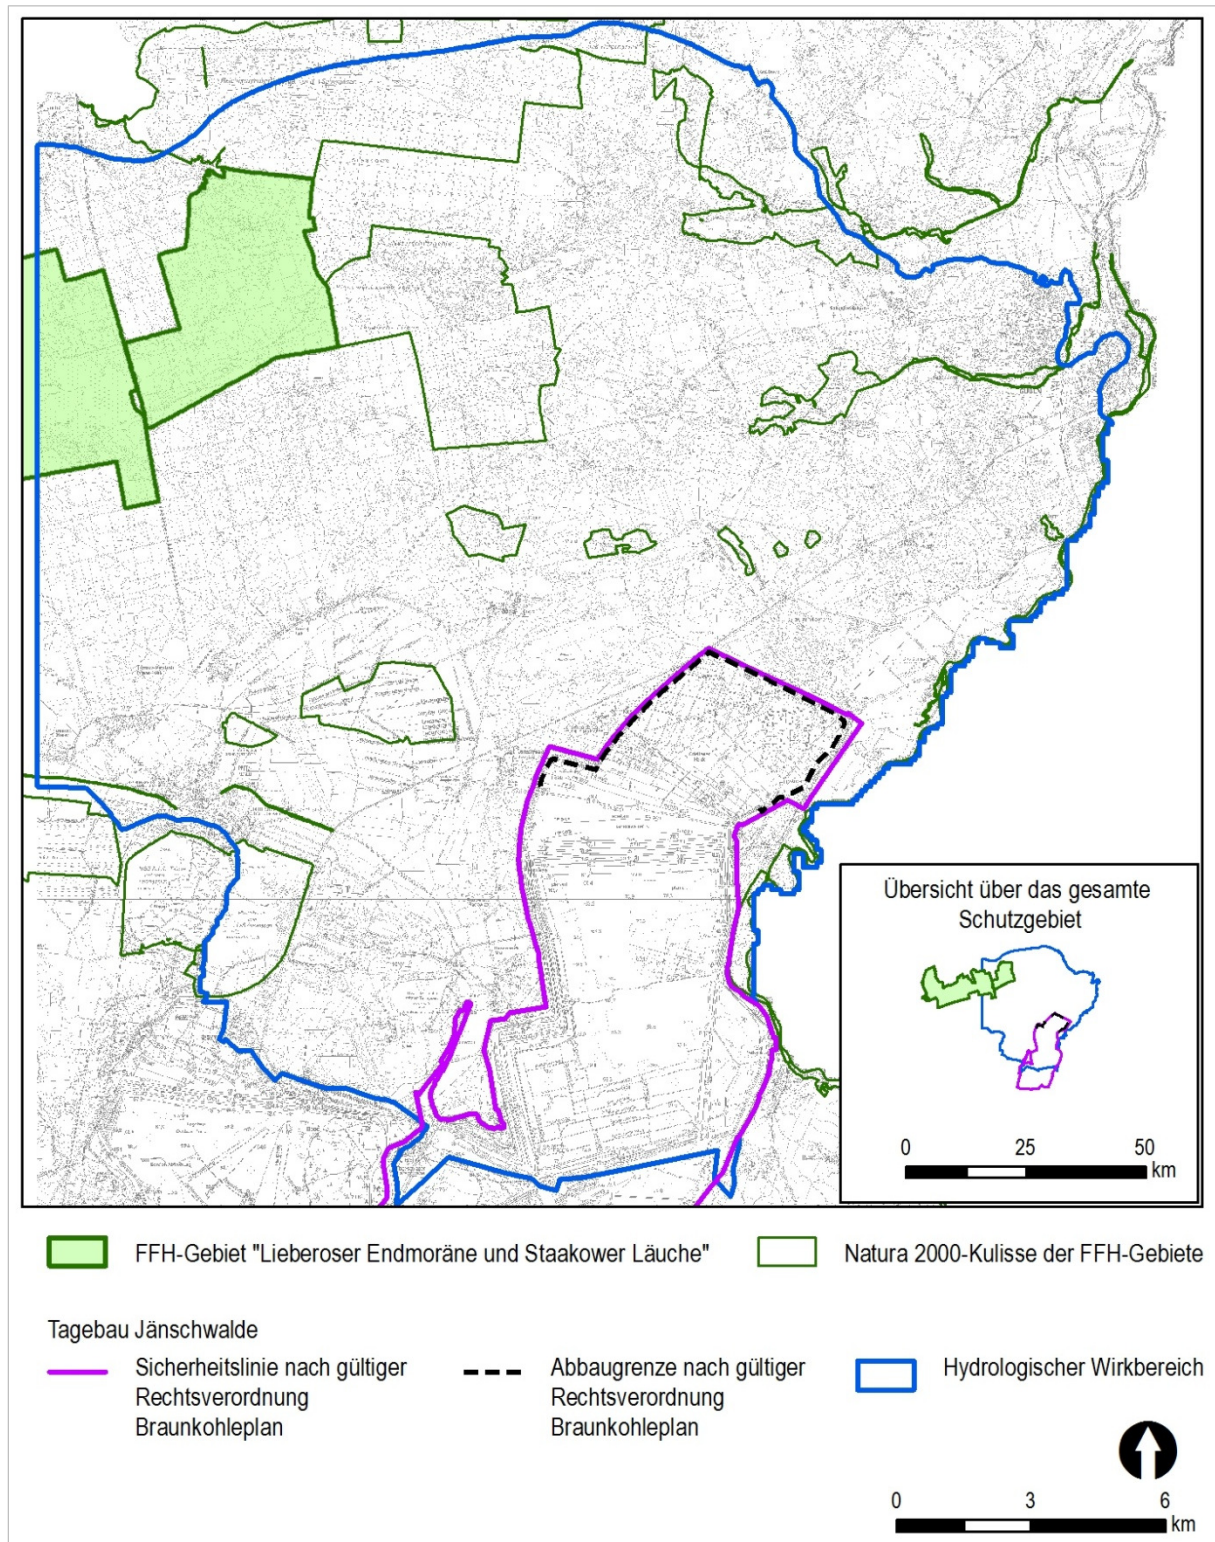 Übersicht über das gesamte
Schutzgebiet
0 25 50
km
FFH-Gebiet "Lieberoser Endmoräne und Staakower Läuche"
Natura 2000-Kulisse der FFH-Gebiete
Tagebau Jänschwalde
Sicherheitslinie nach gültiger
Rechtsverordnung
Braunkohleplan
Abbaugrenze nach gültiger
Rechtsverordnung
Braunkohleplan
Hydrologischer Wirkbereich
0 3 6
km